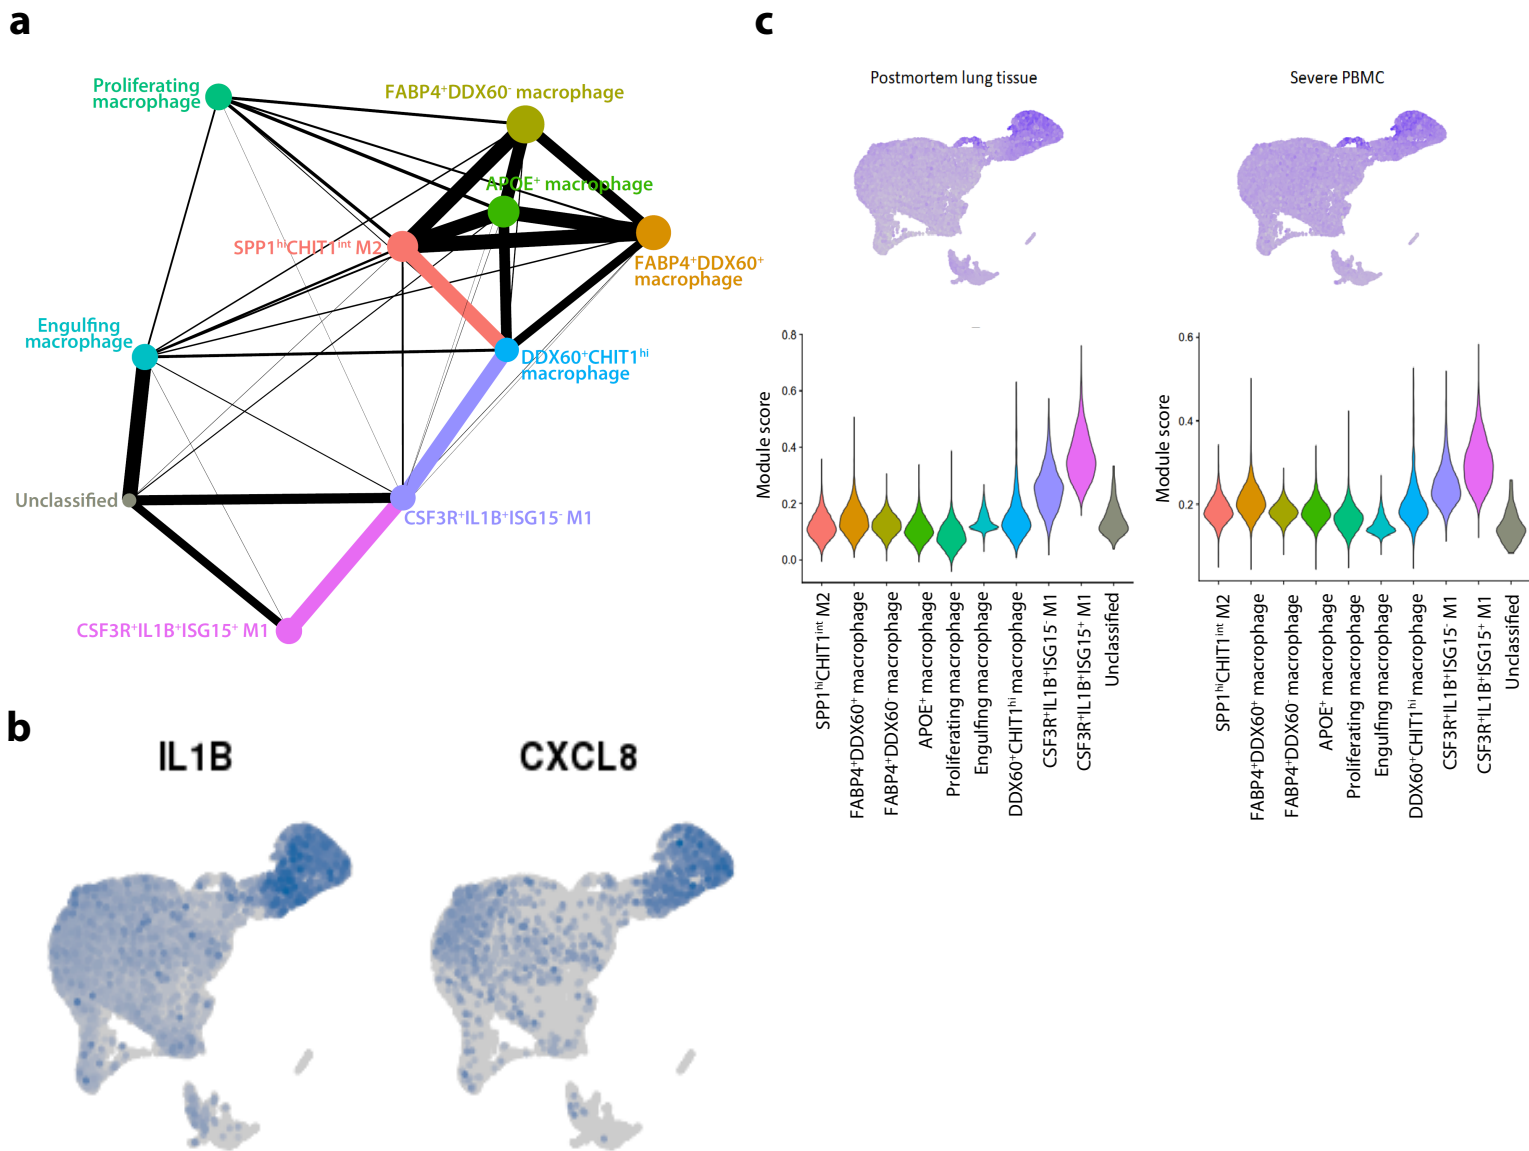 a
Proliferating
macrophage
FABP4⁺DDX60⁻ macrophage
APOE⁺ macrophage
SPP1ʰⁱCHIT1ⁱⁿᵗ M2
FABP4⁺DDX60⁺
macrophage
Engulfing
macrophage
DDX60⁺CHIT1ʰⁱ
macrophage
Unclassified
CSF3R⁺IL1B⁺ISG15⁻ M1
CSF3R⁺IL1B⁺ISG15⁺ M1
b
IL1B
CXCL8
c
Postmortem lung tissue
Severe PBMC
Module score
0.8
0.6
0.4
0.2
0.0
SPP1ʰⁱCHIT1ⁱⁿᵗ M2
FABP4⁺DDX60⁺ macrophage
FABP4⁺DDX60⁻ macrophage
APOE⁺ macrophage
Proliferating macrophage
Engulfing macrophage
DDX60⁺CHIT1ʰⁱ macrophage
CSF3R⁺IL1B⁺ISG15⁻ M1
CSF3R⁺IL1B⁺ISG15⁺ M1
Unclassified
Module score
0.6
0.4
0.2
SPP1ʰⁱCHIT1ⁱⁿᵗ M2
FABP4⁺DDX60⁺ macrophage
FABP4⁺DDX60⁻ macrophage
APOE⁺ macrophage
Proliferating macrophage
Engulfing macrophage
DDX60⁺CHIT1ʰⁱ macrophage
CSF3R⁺IL1B⁺ISG15⁻ M1
CSF3R⁺IL1B⁺ISG15⁺ M1
Unclassified